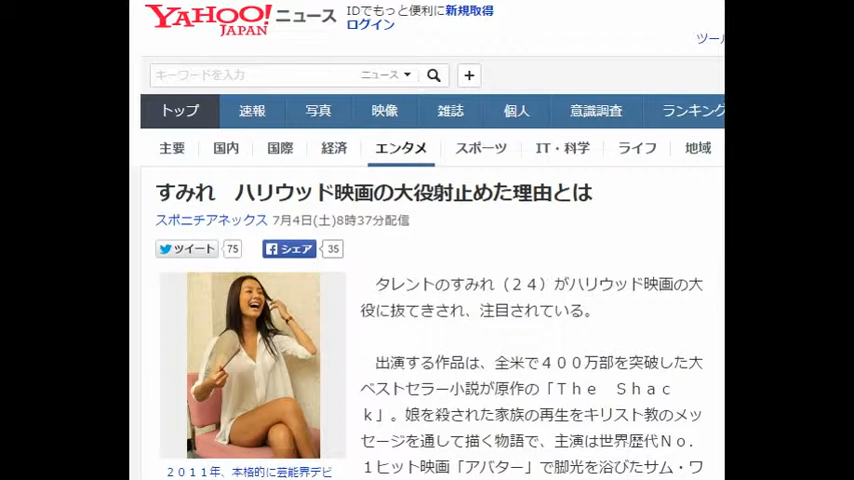 YAHOO! JAPAN ニュース
IDでもっと便利に新規取得
ログイン
ツール
キーワードを入力
ニュース
トップ 速報 写真 映像 雑誌 個人 意識調査 ランキング
主要 国内 国際 経済 エンタメ スポーツ IT・科学 ライフ 地域
すみれ ハリウッド映画の大役射止めた理由とは
スポニチアネックス 7月4日(土)8時37分配信
ツイート 75 シェア 35
タレントのすみれ(24)がハリウッド映画の大
役に抜てきされ、注目されている。
出演する作品は、全米で400万部を突破した大
ベストセラー小説が原作の「The Shac
k」。娘を殺された家族の再生をキリスト教のメッ
セージを通して描く物語で、主演は世界歴代No.
1ヒット映画「アバター」で脚光を浴びたサム・ワ
2011年、本格的に芸能界デビ